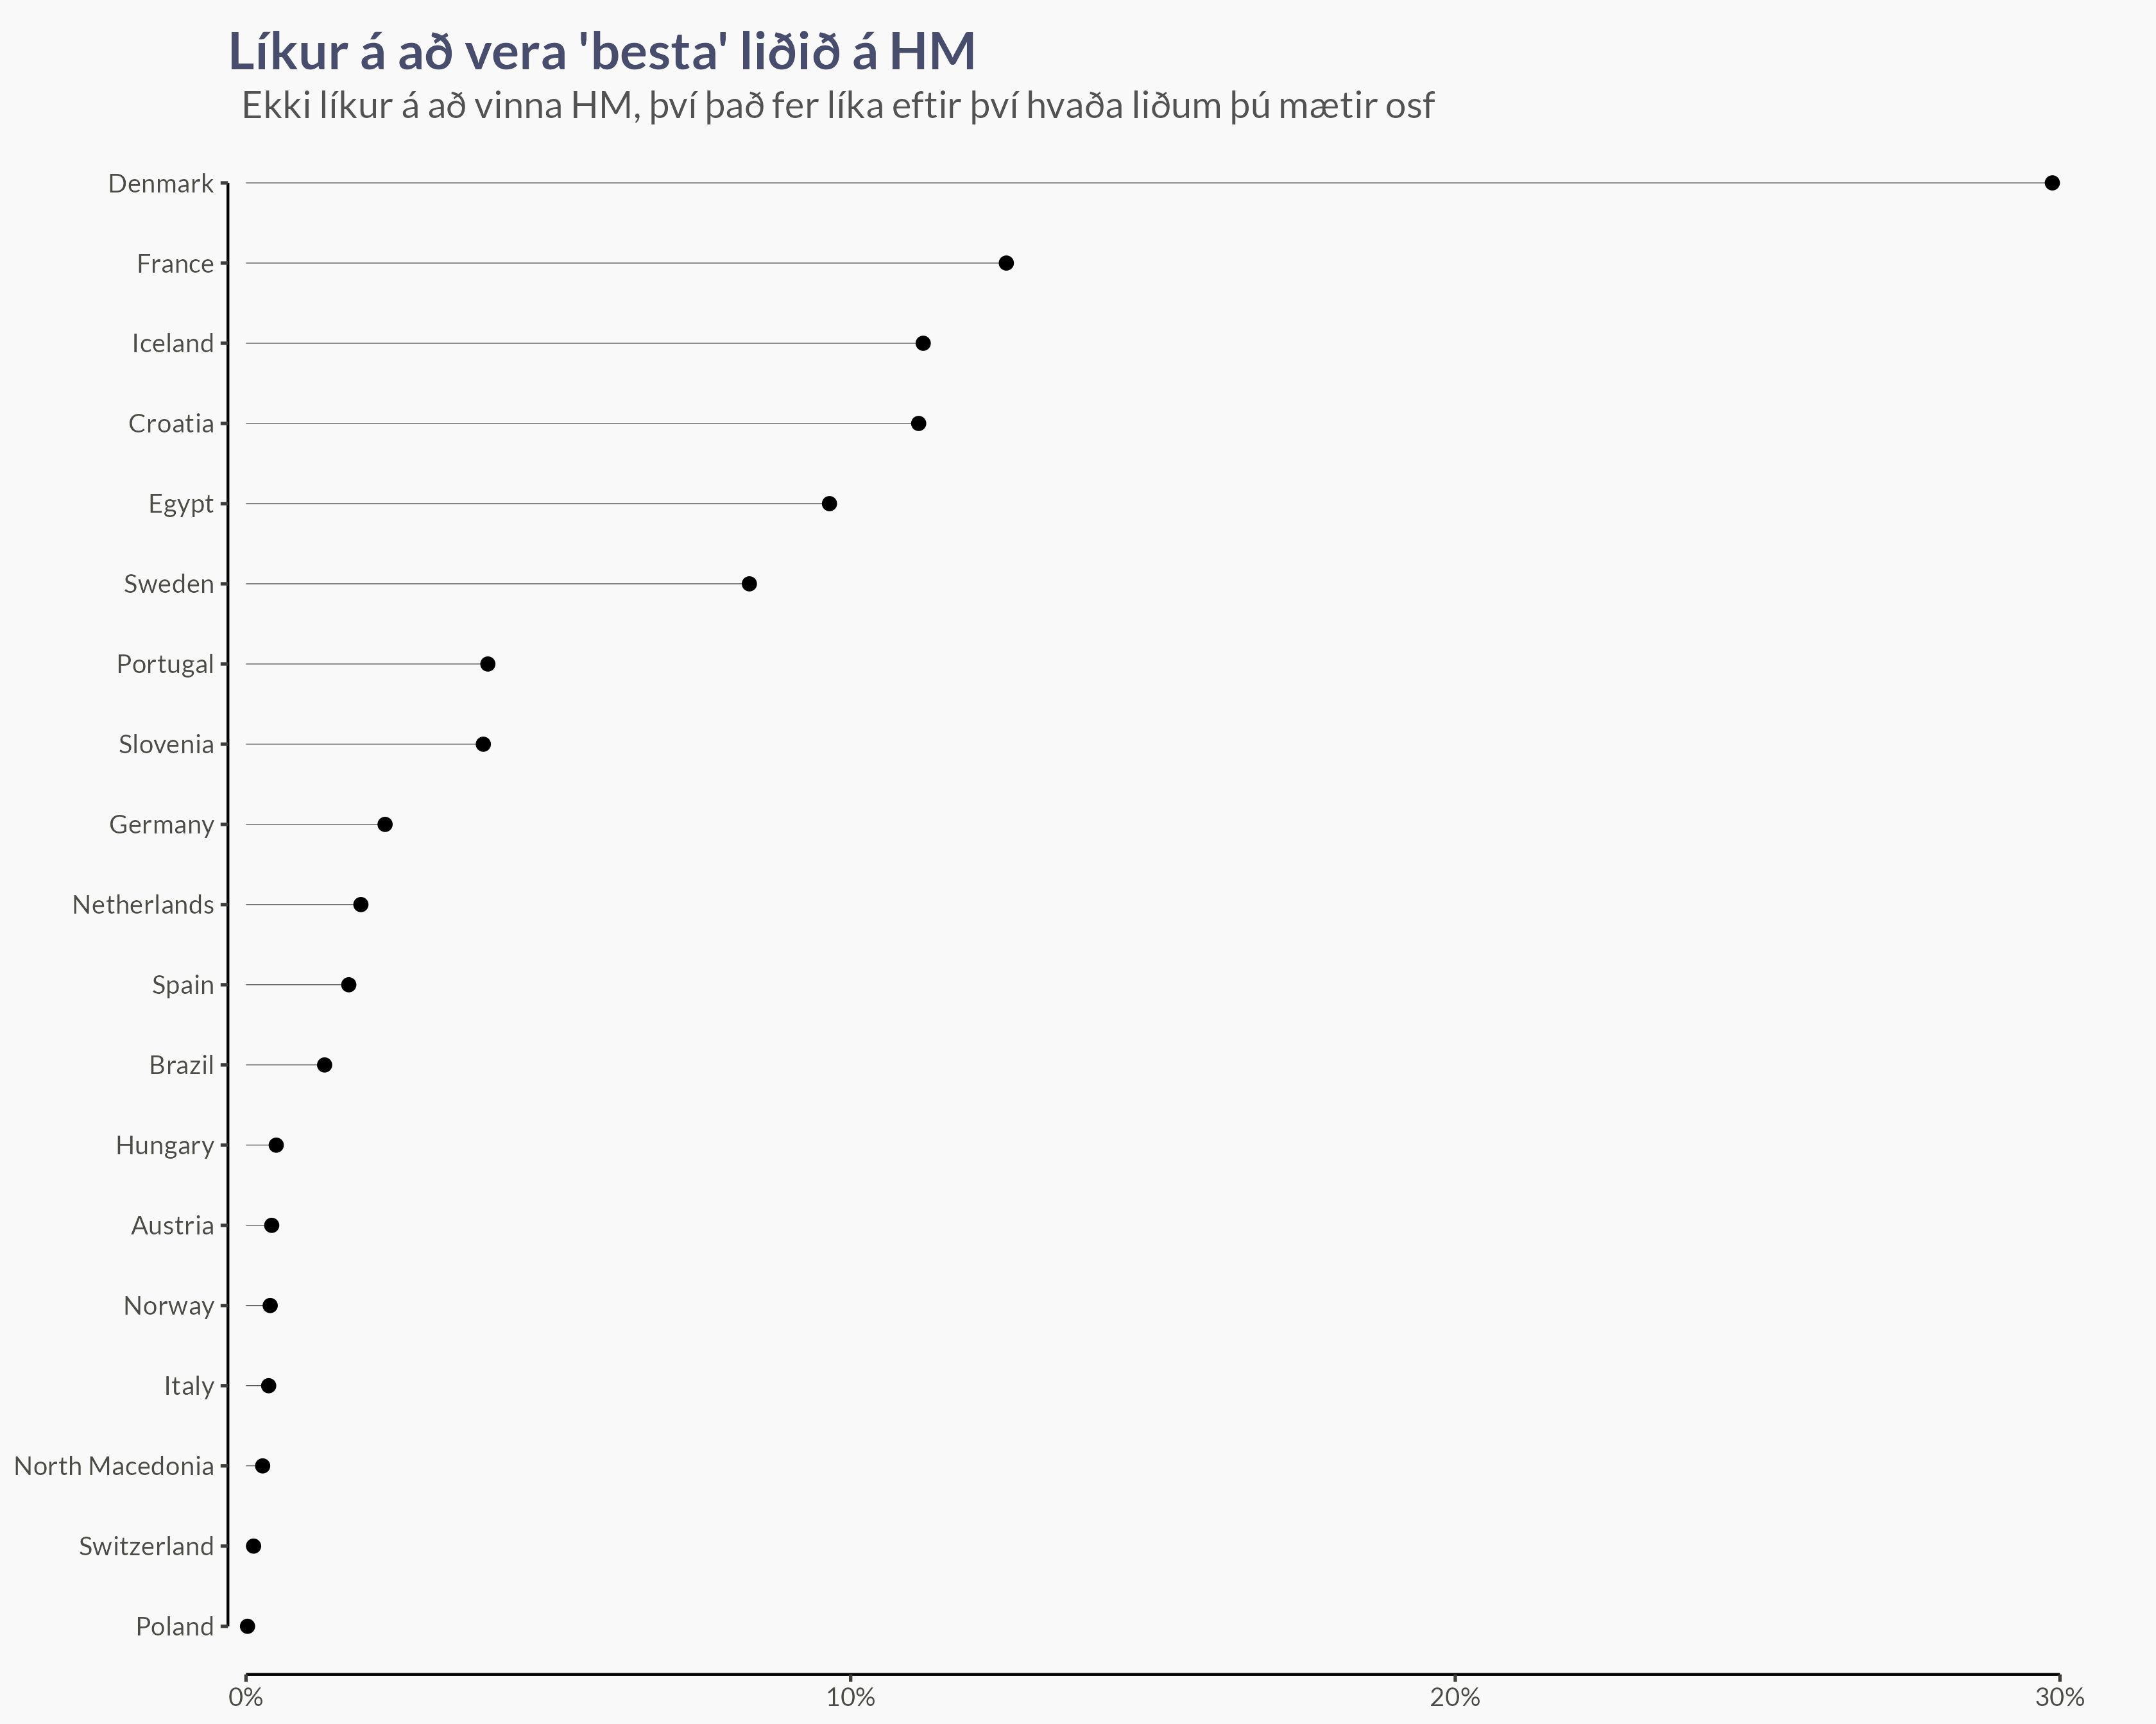 Líkur á að vera 'besta' liðið á HM
Ekki líkur á að vinna HM, því það fer líka eftir því hvaða liðum þú mætir osf
Denmark
France
Iceland
Croatia
Egypt
Sweden
Portugal
Slovenia
Germany
Netherlands
Spain
Brazil
Hungary
Austria
Norway
Italy
North Macedonia
Switzerland
Poland
0% 10% 20% 30%